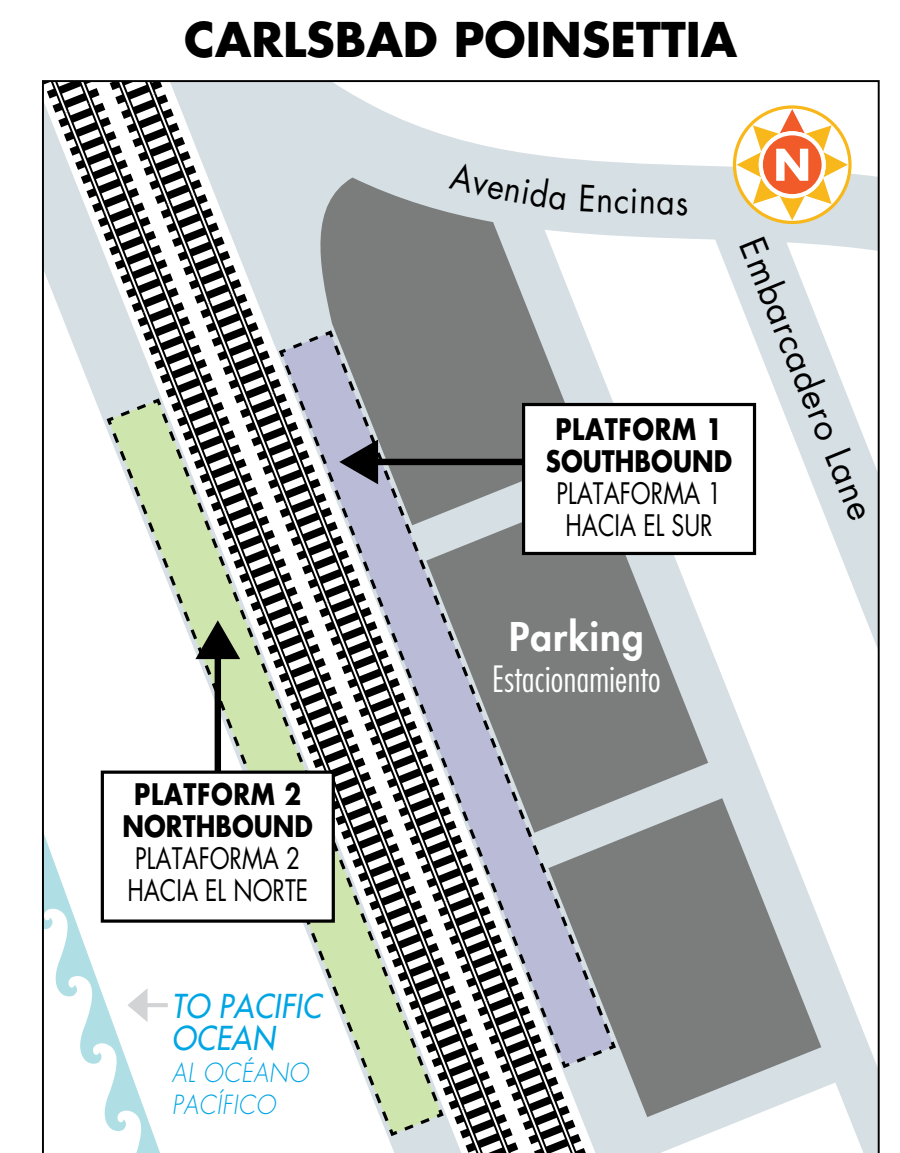 CARLSBAD POINSETTIA
N
Avenida Encinas
Embarcadero Lane
PLATFORM 1
SOUTHBOUND
PLATAFORMA 1
HACIA EL SUR
Parking
Estacionamiento
PLATFORM 2
NORTHBOUND
PLATAFORMA 2
HACIA EL NORTE
TO PACIFIC
OCEAN
AL OCÉANO
PACÍFICO